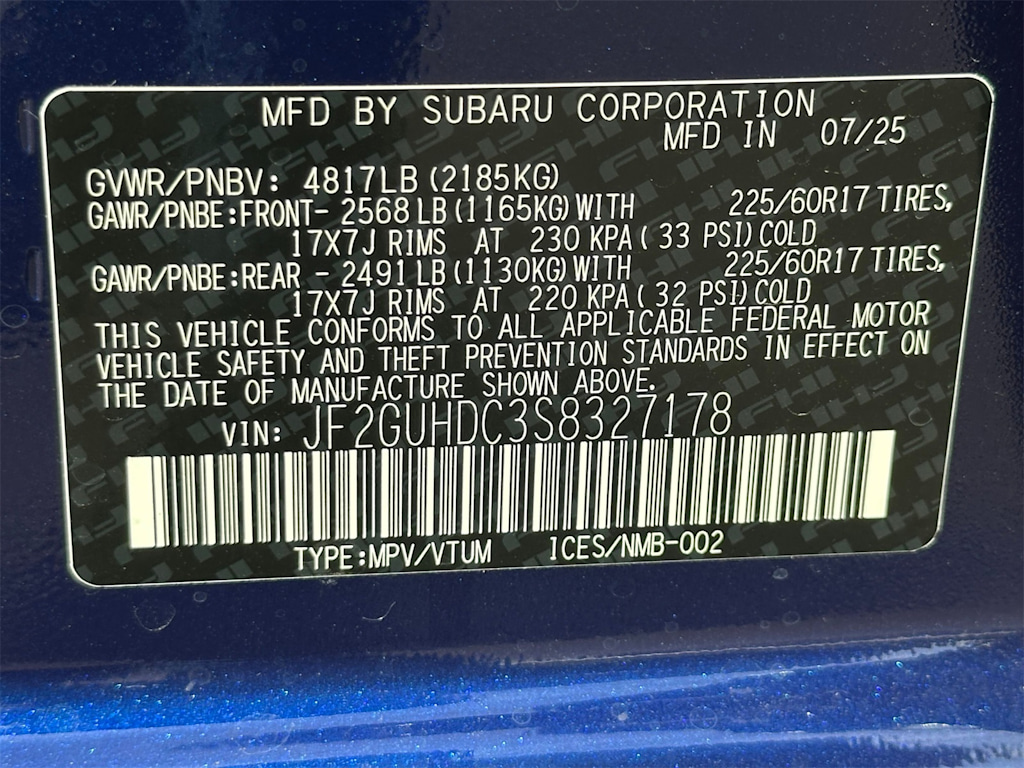 MFD BY SUBARU CORPORATION
MFD IN 07/25
GVWR/PNBV: 4817LB (2185KG)
GAWR/PNBE:FRONT- 2568 LB (1165KG) WITH 225/60R17 TIRES,
17X7J RIMS AT 230 KPA ( 33 PSI) COLD
GAWR/PNBE:REAR - 2491 LB (1130KG) WITH 225/60R17 TIRES,
17X7J RIMS AT 220 KPA ( 32 PSI) COLD
THIS VEHICLE CONFORMS TO ALL APPLICABLE FEDERAL MOTOR
VEHICLE SAFETY AND THEFT PREVENTION STANDARDS IN EFFECT ON
THE DATE OF MANUFACTURE SHOWN ABOVE.
VIN: JF2GUHDC3S8327178
TYPE:MPV/VTUM ICES/NMB-002